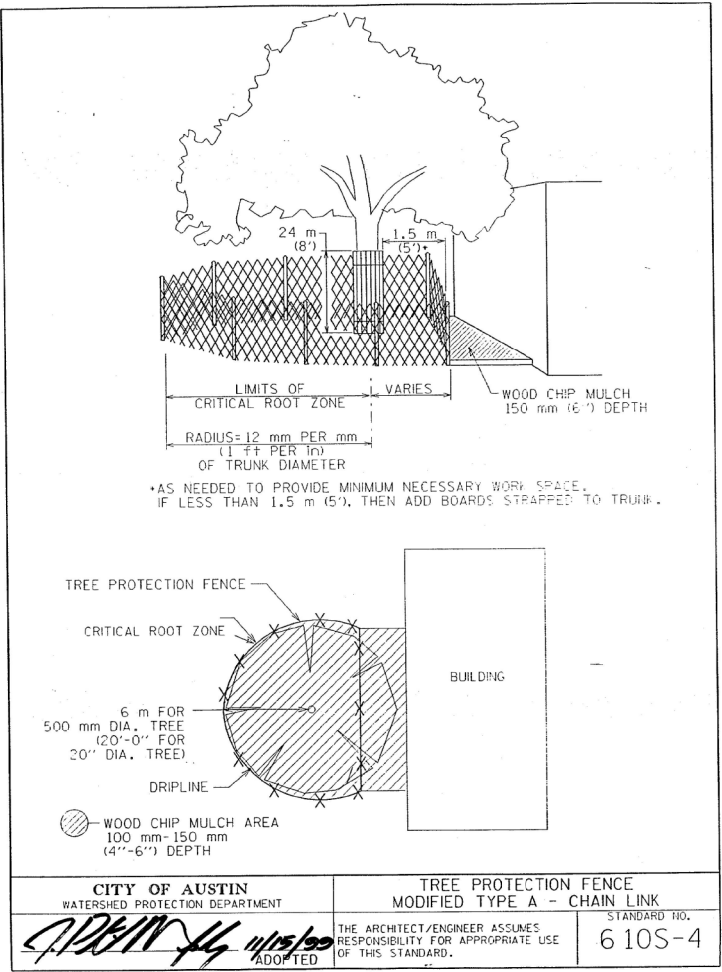 24 m
(8')
1.5 m
(5')*
LIMITS OF
CRITICAL ROOT ZONE
VARIES
WOOD CHIP MULCH
150 mm (6") DEPTH
RADIUS=12 mm PER mm
(1 ft PER in)
OF TRUNK DIAMETER
*AS NEEDED TO PROVIDE MINIMUM NECESSARY WORK SPACE.
IF LESS THAN 1.5 m (5'), THEN ADD BOARDS STRAPPED TO TRUNK.
TREE PROTECTION FENCE
CRITICAL ROOT ZONE
BUILDING
6 m FOR
500 mm DIA. TREE
(20'-0" FOR
20" DIA. TREE)
DRIPLINE
WOOD CHIP MULCH AREA
100 mm-150 mm
(4"-6") DEPTH
CITY OF AUSTIN
WATERSHED PROTECTION DEPARTMENT
TREE PROTECTION FENCE
MODIFIED TYPE A - CHAIN LINK
11/15/99
ADOPTED
THE ARCHITECT/ENGINEER ASSUMES
RESPONSIBILITY FOR APPROPRIATE USE
OF THIS STANDARD.
STANDARD NO.
610S-4